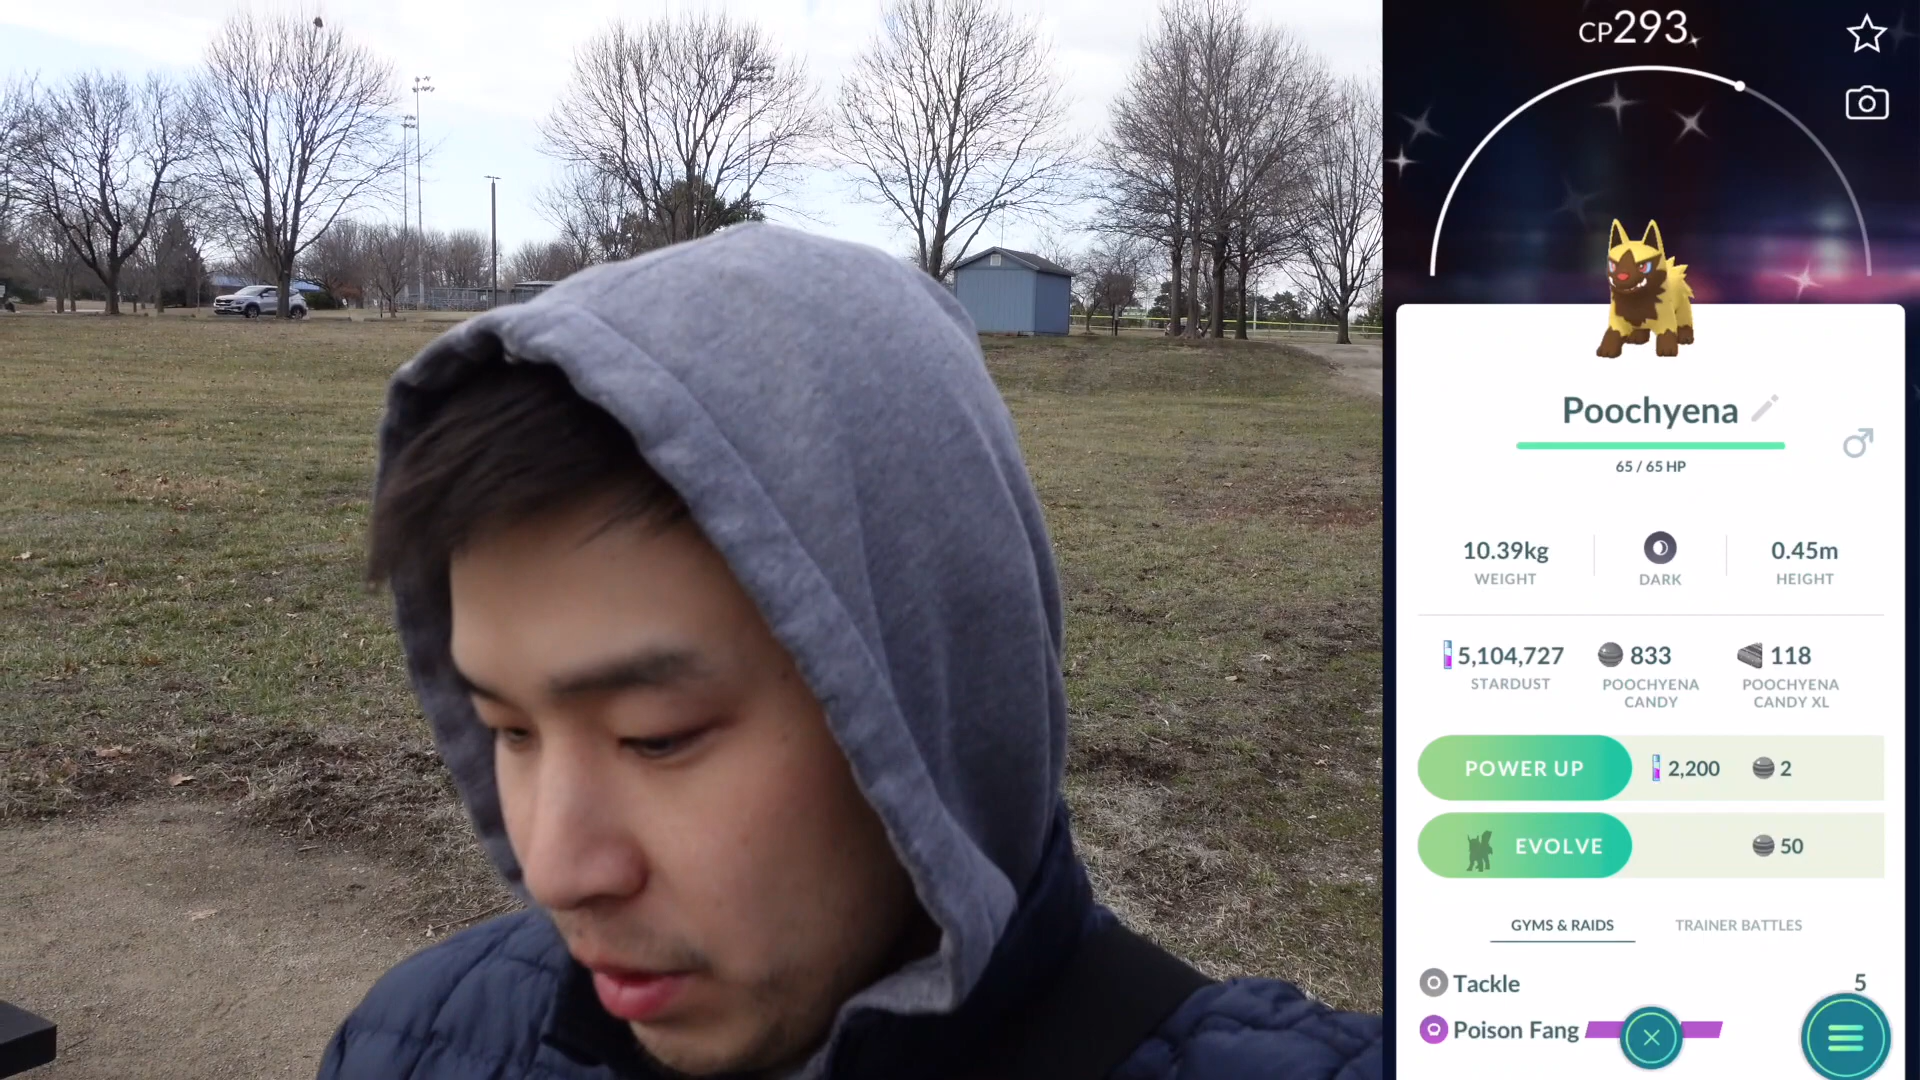 CP293
Poochyena
65 / 65 HP
10.39kg
WEIGHT
DARK
0.45m
HEIGHT
5,104,727
STARDUST
833
POOCHYENA
CANDY
118
POOCHYENA
CANDY XL
POWER UP 2,200 2
EVOLVE 50
GYMS & RAIDS TRAINER BATTLES
Tackle 5
Poison Fang